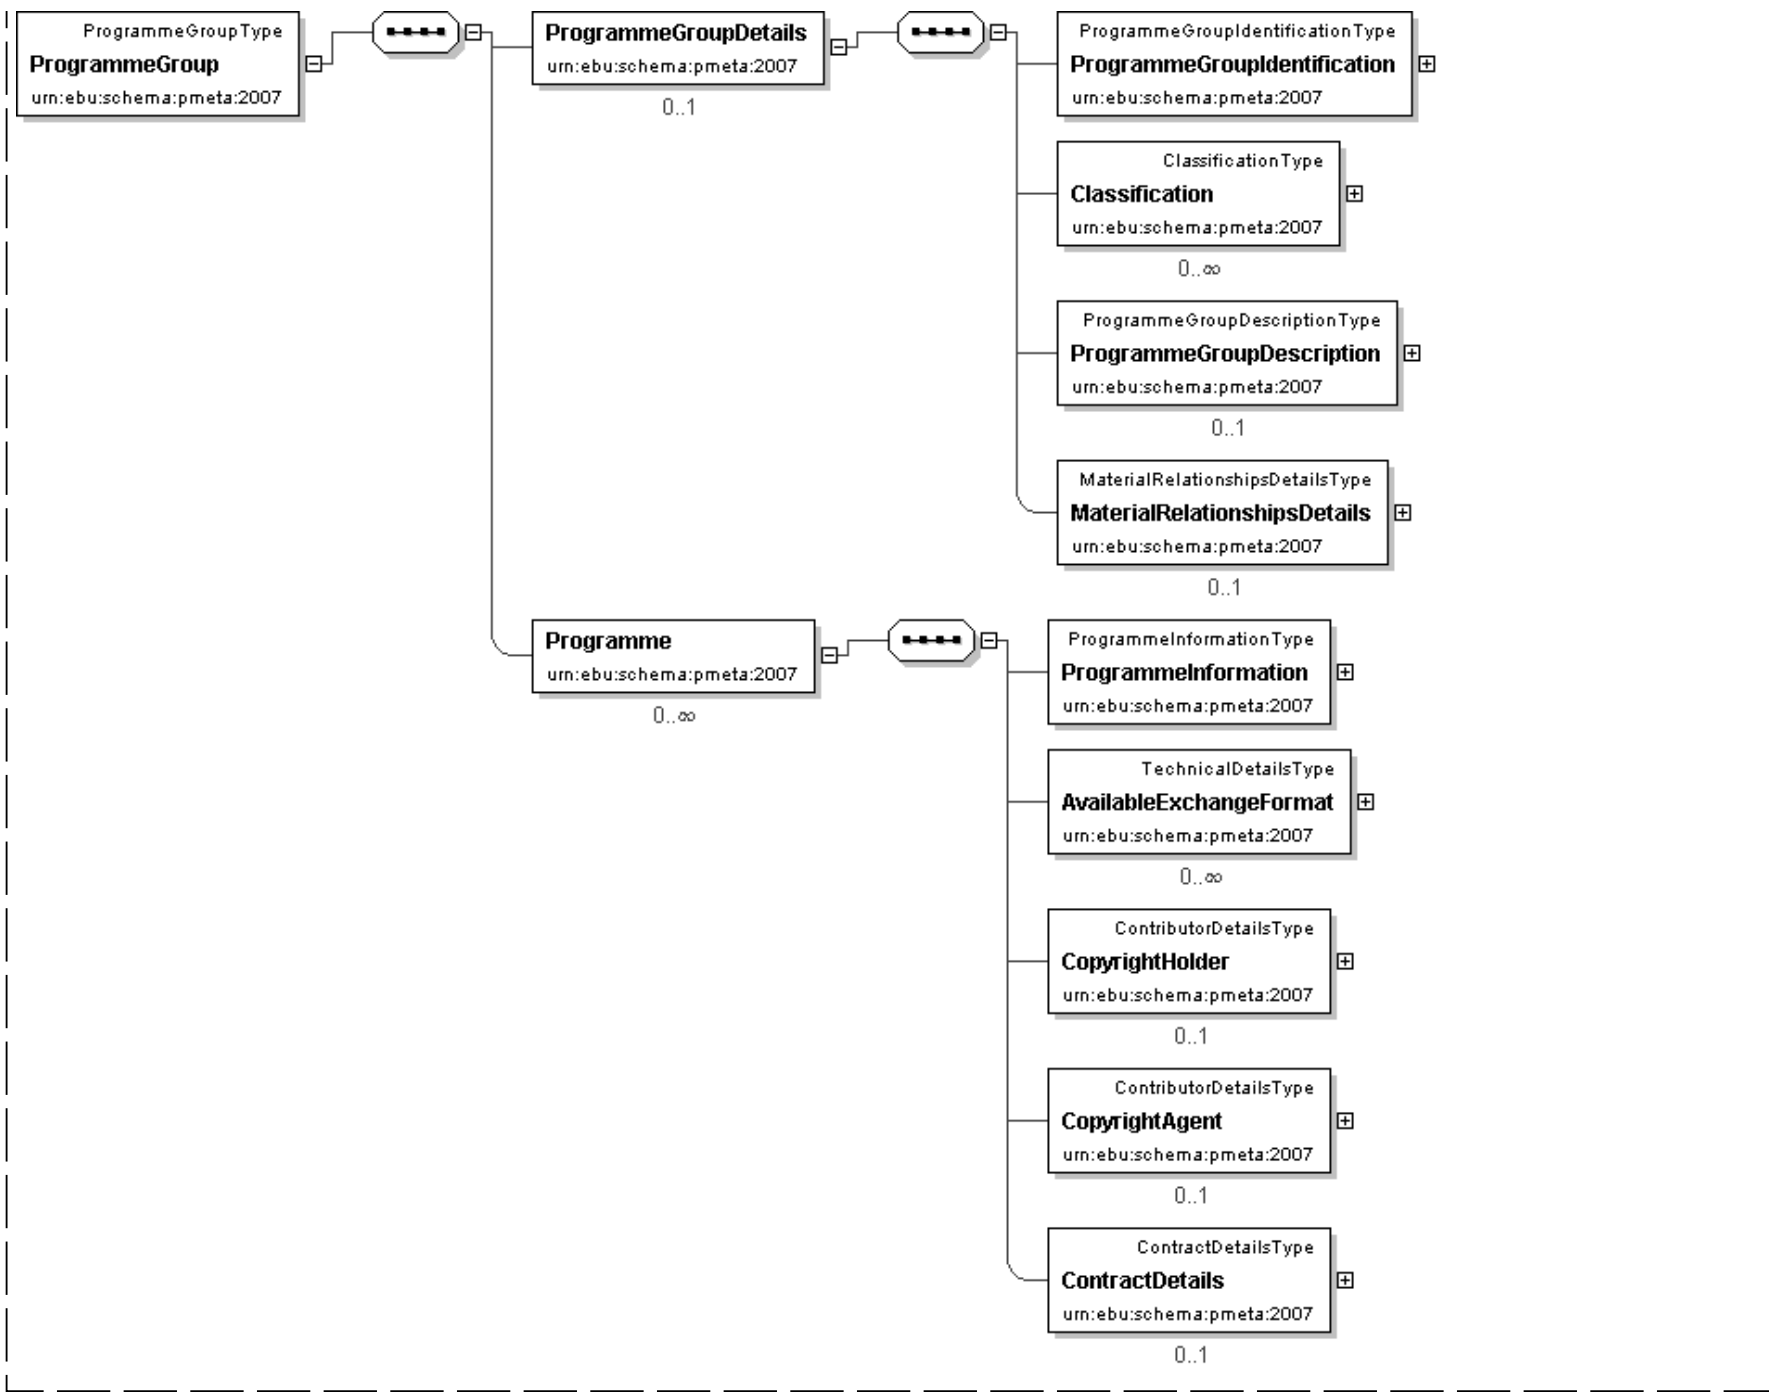 ProgrammeGroupType
ProgrammeGroup
urn:ebu:schema:pmeta:2007
ProgrammeGroupDetails
urn:ebu:schema:pmeta:2007
0..1
ProgrammeGroupIdentificationType
ProgrammeGroupIdentification
urn:ebu:schema:pmeta:2007
ClassificationType
Classification
urn:ebu:schema:pmeta:2007
0..∞
ProgrammeGroupDescriptionType
ProgrammeGroupDescription
urn:ebu:schema:pmeta:2007
0..1
MaterialRelationshipsDetailsType
MaterialRelationshipsDetails
urn:ebu:schema:pmeta:2007
0..1
Programme
urn:ebu:schema:pmeta:2007
0..∞
ProgrammeInformationType
ProgrammeInformation
urn:ebu:schema:pmeta:2007
TechnicalDetailsType
AvailableExchangeFormat
urn:ebu:schema:pmeta:2007
0..∞
ContributorDetailsType
CopyrightHolder
urn:ebu:schema:pmeta:2007
0..1
ContributorDetailsType
CopyrightAgent
urn:ebu:schema:pmeta:2007
0..1
ContractDetailsType
ContractDetails
urn:ebu:schema:pmeta:2007
0..1